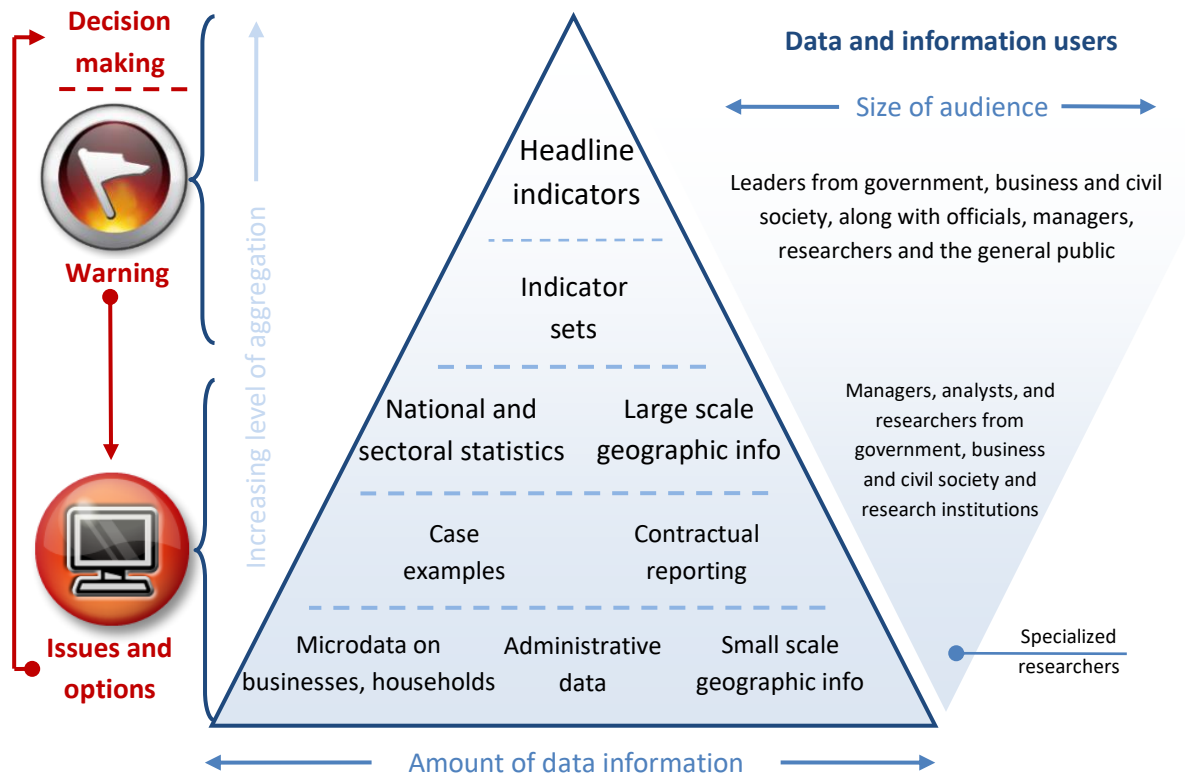 Decision
making
Warning
Issues and
options
Increasing level of aggregation
Headline
indicators
Indicator
sets
National and
sectoral statistics
Large scale
geographic info
Case
examples
Contractual
reporting
Microdata on
businesses, households
Administrative
data
Small scale
geographic info
Amount of data information
Data and information users
Size of audience
Leaders from government, business and civil
society, along with officials, managers,
researchers and the general public
Managers, analysts, and
researchers from
government, business
and civil society and
research institutions
Specialized
researchers